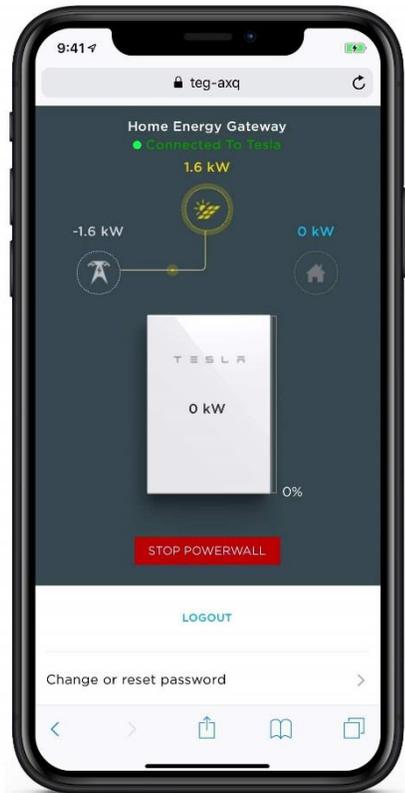 9:41
teg-axq
Home Energy Gateway
Connected To Tesla
1.6 kW
-1.6 kW
0 kW
TESLA
0 kW
0%
STOP POWERWALL
LOGOUT
Change or reset password